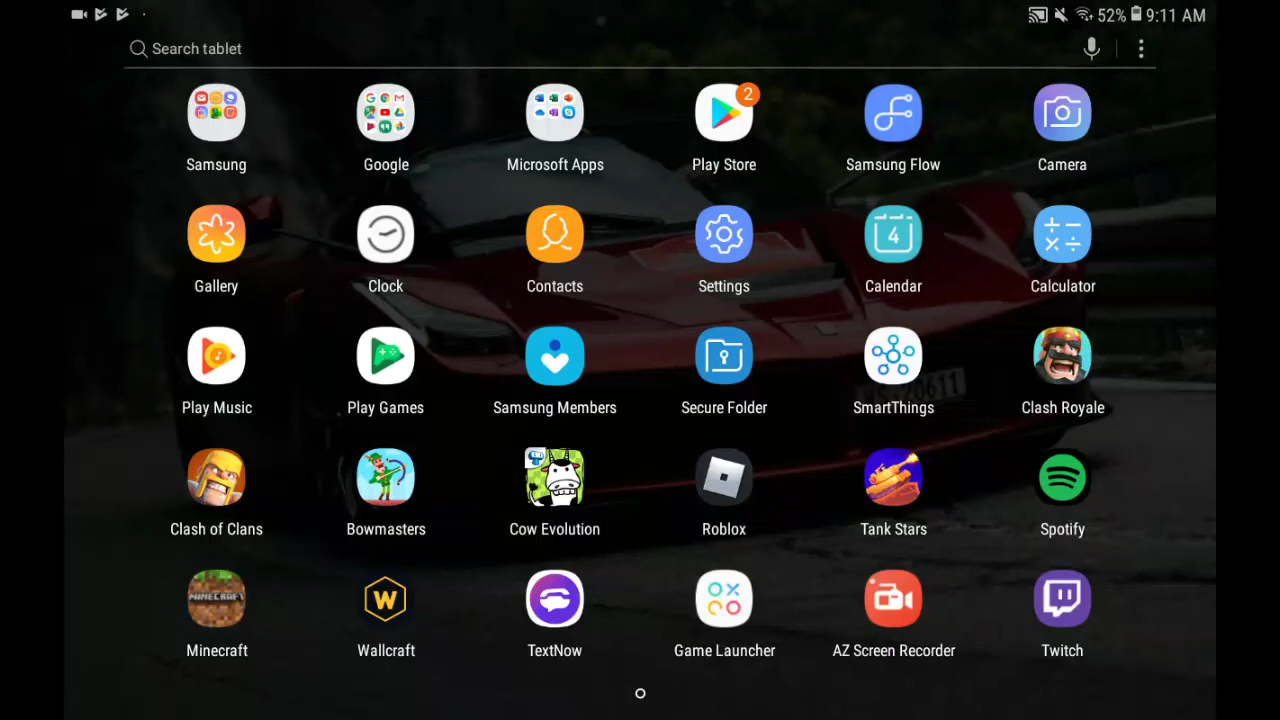 52% 9:11 AM
Search tablet
2
Samsung Google Microsoft Apps Play Store Samsung Flow Camera
4
Gallery Clock Contacts Settings Calendar Calculator
Play Music Play Games Samsung Members Secure Folder SmartThings Clash Royale
Clash of Clans Bowmasters Cow Evolution Roblox Tank Stars Spotify
MINECRAFT W
Minecraft Wallcraft TextNow Game Launcher AZ Screen Recorder Twitch